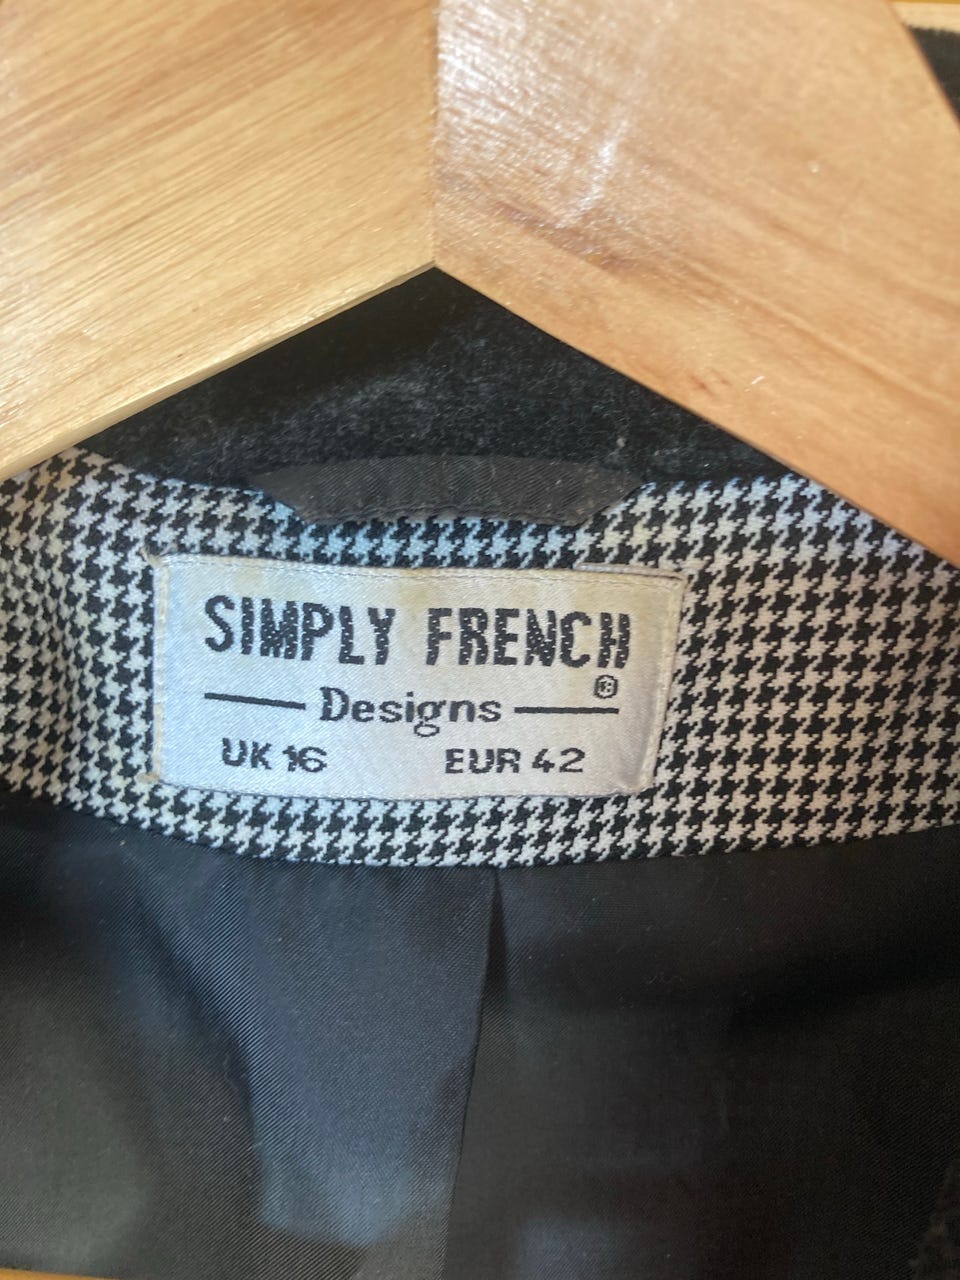 SIMPLY FRENCH
®
Designs
UK 16 EUR 42